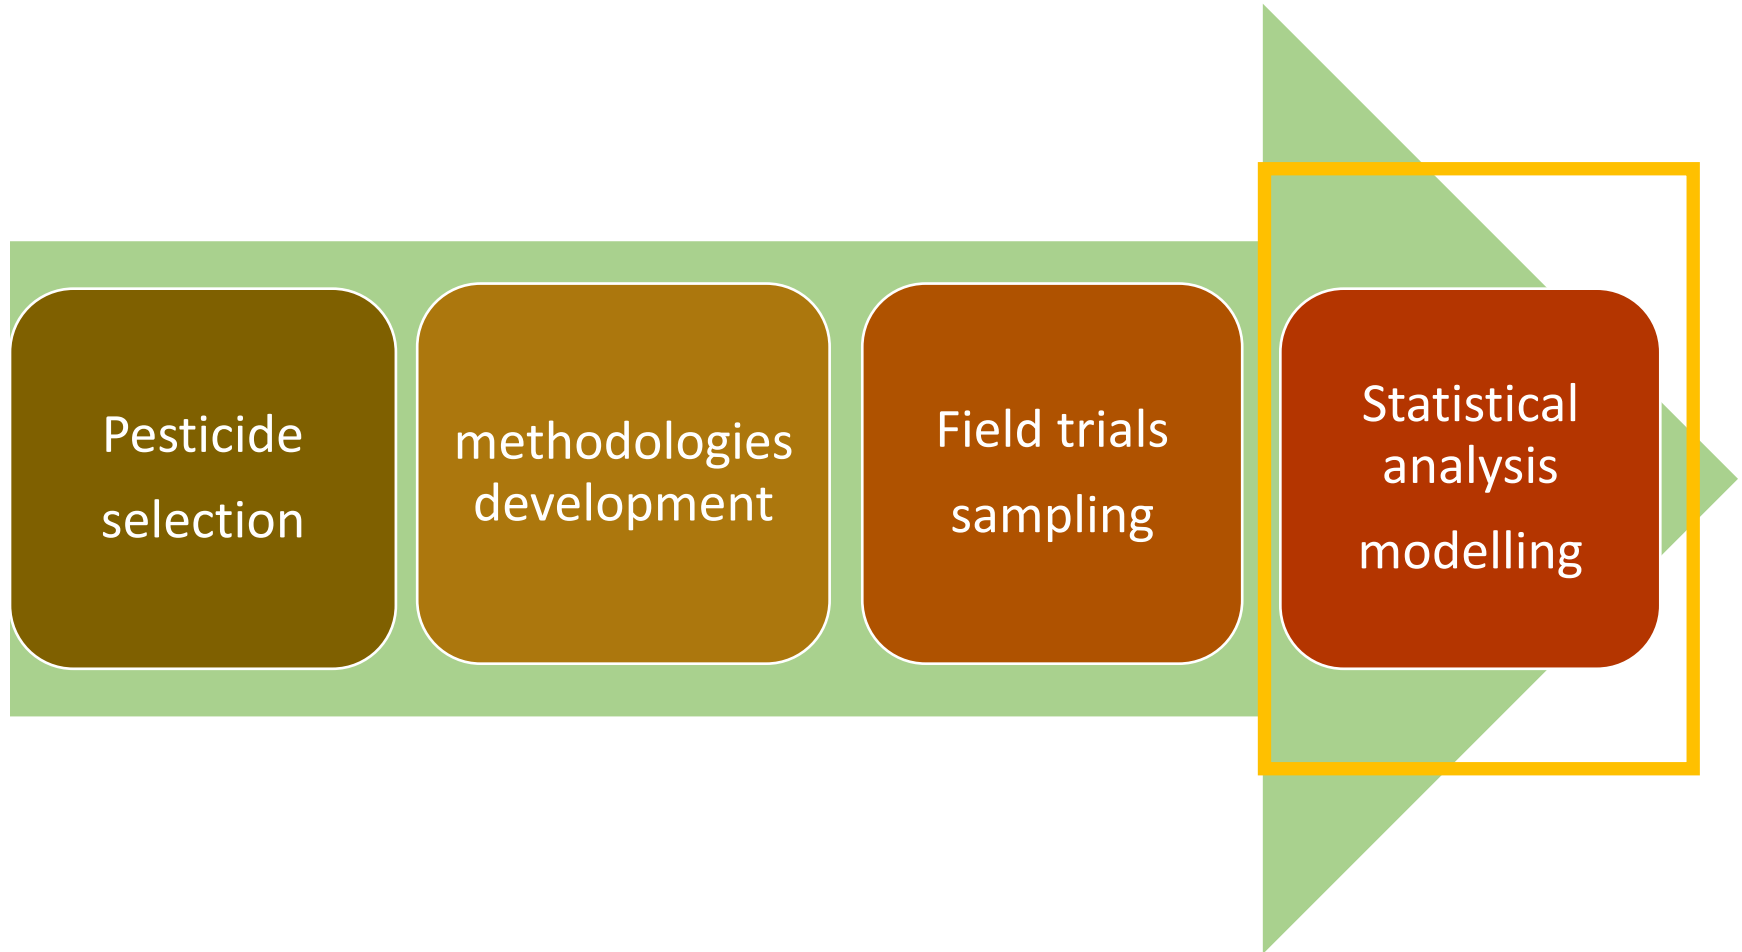 Pesticide
selection
methodologies
development
Field trials
sampling
Statistical
analysis
modelling